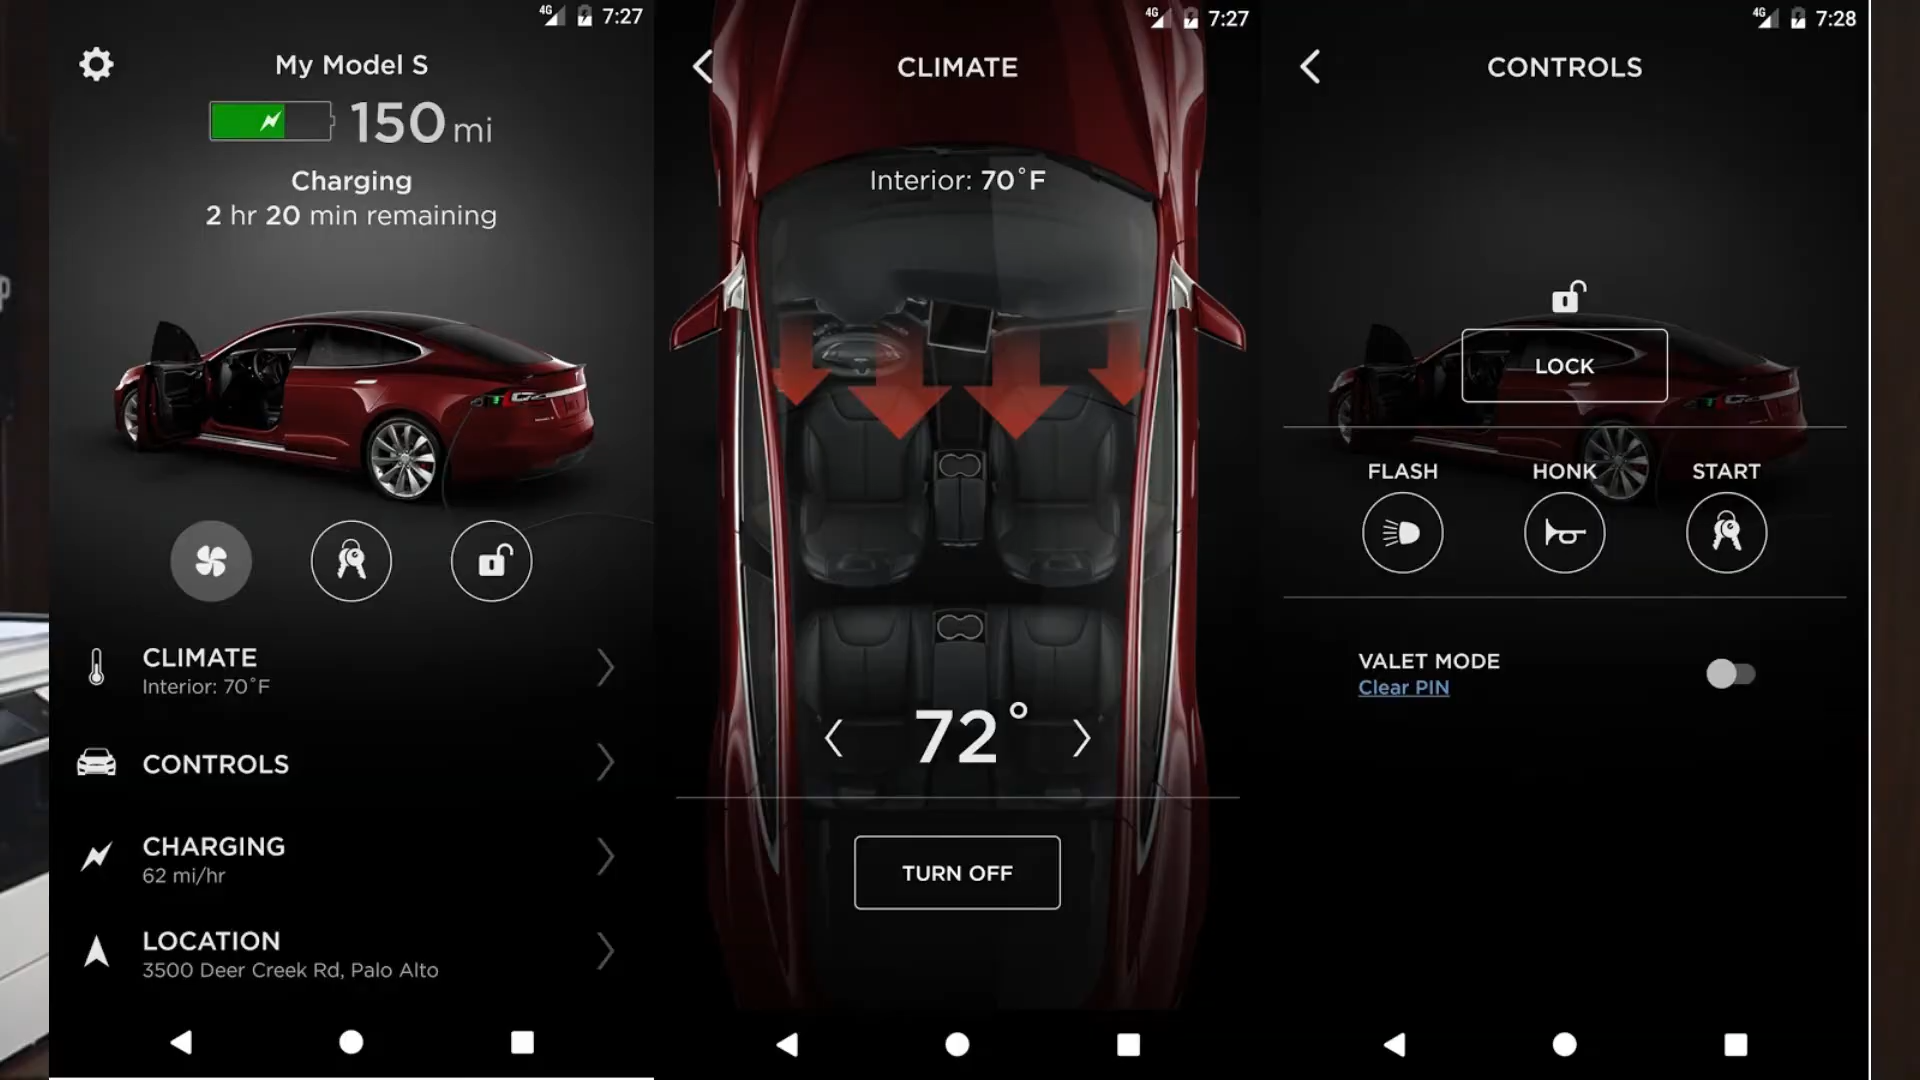 4G 7:27
My Model S
150 mi
Charging
2 hr 20 min remaining
CLIMATE
Interior: 70°F
CONTROLS
CHARGING
62 mi/hr
LOCATION
3500 Deer Creek Rd, Palo Alto
4G 7:27
CLIMATE
Interior: 70°F
72°
TURN OFF
4G 7:28
CONTROLS
LOCK
FLASH HONK START
VALET MODE
Clear PIN